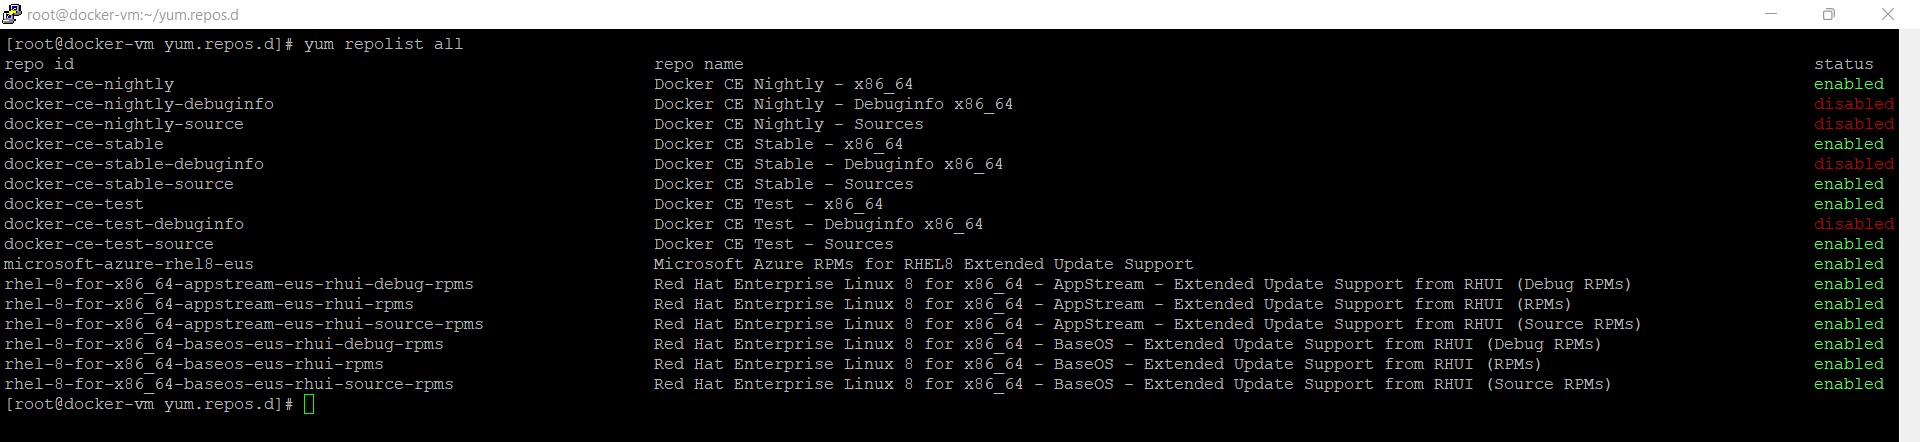 root@docker-vm:~/yum.repos.d
[root@docker-vm yum.repos.d]# yum repolist all
repo id repo name status
docker-ce-nightly Docker CE Nightly - x86_64 enabled
docker-ce-nightly-debuginfo Docker CE Nightly - Debuginfo x86_64 disabled
docker-ce-nightly-source Docker CE Nightly - Sources disabled
docker-ce-stable Docker CE Stable - x86_64 enabled
docker-ce-stable-debuginfo Docker CE Stable - Debuginfo x86_64 disabled
docker-ce-stable-source Docker CE Stable - Sources enabled
docker-ce-test Docker CE Test - x86_64 enabled
docker-ce-test-debuginfo Docker CE Test - Debuginfo x86_64 disabled
docker-ce-test-source Docker CE Test - Sources enabled
microsoft-azure-rhel8-eus Microsoft Azure RPMs for RHEL8 Extended Update Support enabled
rhel-8-for-x86_64-appstream-eus-rhui-debug-rpms Red Hat Enterprise Linux 8 for x86_64 - AppStream - Extended Update Support from RHUI (Debug RPMs) enabled
rhel-8-for-x86_64-appstream-eus-rhui-rpms Red Hat Enterprise Linux 8 for x86_64 - AppStream - Extended Update Support from RHUI (RPMs) enabled
rhel-8-for-x86_64-appstream-eus-rhui-source-rpms Red Hat Enterprise Linux 8 for x86_64 - AppStream - Extended Update Support from RHUI (Source RPMs) enabled
rhel-8-for-x86_64-baseos-eus-rhui-debug-rpms Red Hat Enterprise Linux 8 for x86_64 - BaseOS - Extended Update Support from RHUI (Debug RPMs) enabled
rhel-8-for-x86_64-baseos-eus-rhui-rpms Red Hat Enterprise Linux 8 for x86_64 - BaseOS - Extended Update Support from RHUI (RPMs) enabled
rhel-8-for-x86_64-baseos-eus-rhui-source-rpms Red Hat Enterprise Linux 8 for x86_64 - BaseOS - Extended Update Support from RHUI (Source RPMs) enabled
[root@docker-vm yum.repos.d]#